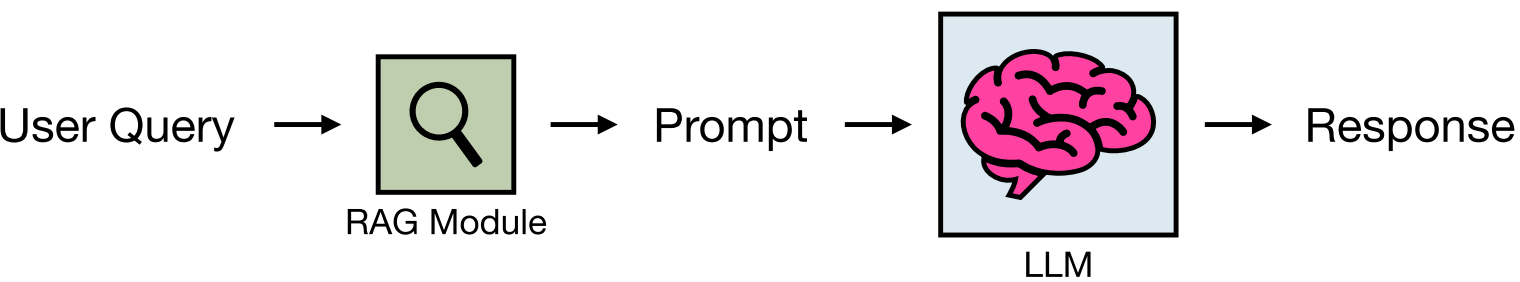 User Query
RAG Module
Prompt
LLM
Response